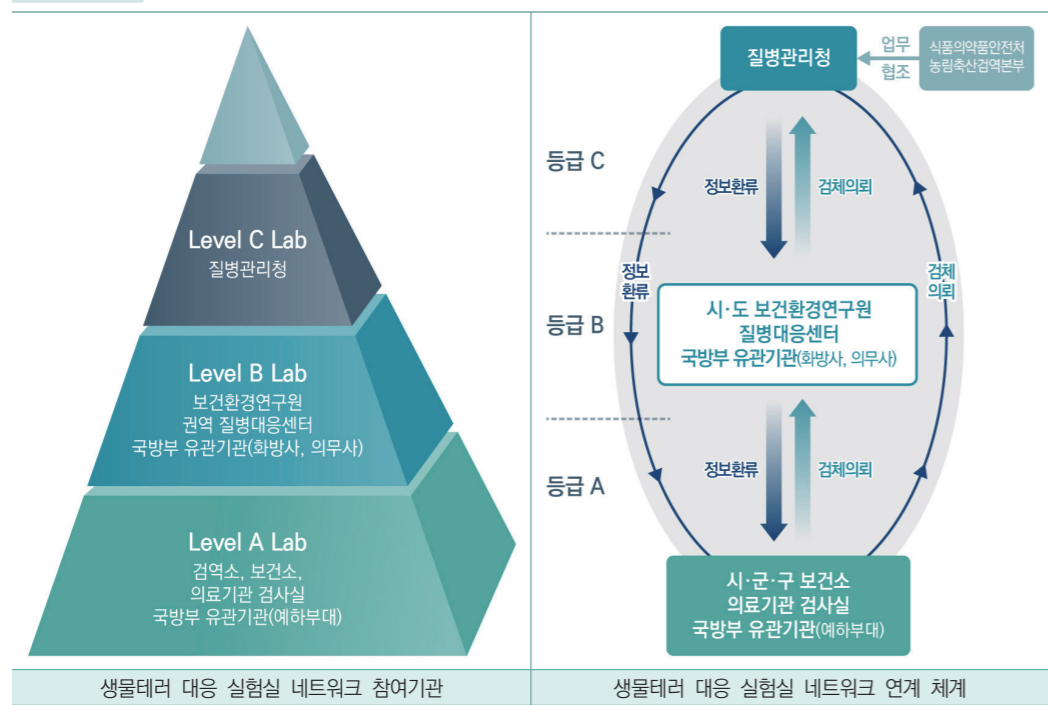 Level C Lab
질병관리청
Level B Lab
보건환경연구원
권역 질병대응센터
국방부 유관기관(화방사, 의무사)
Level A Lab
검역소, 보건소,
의료기관 검사실
국방부 유관기관(예하부대)
생물테러 대응 실험실 네트워크 참여기관
질병관리청
업무
협조
식품의약품안전처
농림축산검역본부
등급 C
정보환류
검체의뢰
정보
환류
검체
의뢰
등급 B
시·도 보건환경연구원
질병대응센터
국방부 유관기관(화방사, 의무사)
등급 A
정보환류
검체의뢰
시·군·구 보건소
의료기관 검사실
국방부 유관기관(예하부대)
생물테러 대응 실험실 네트워크 연계 체계